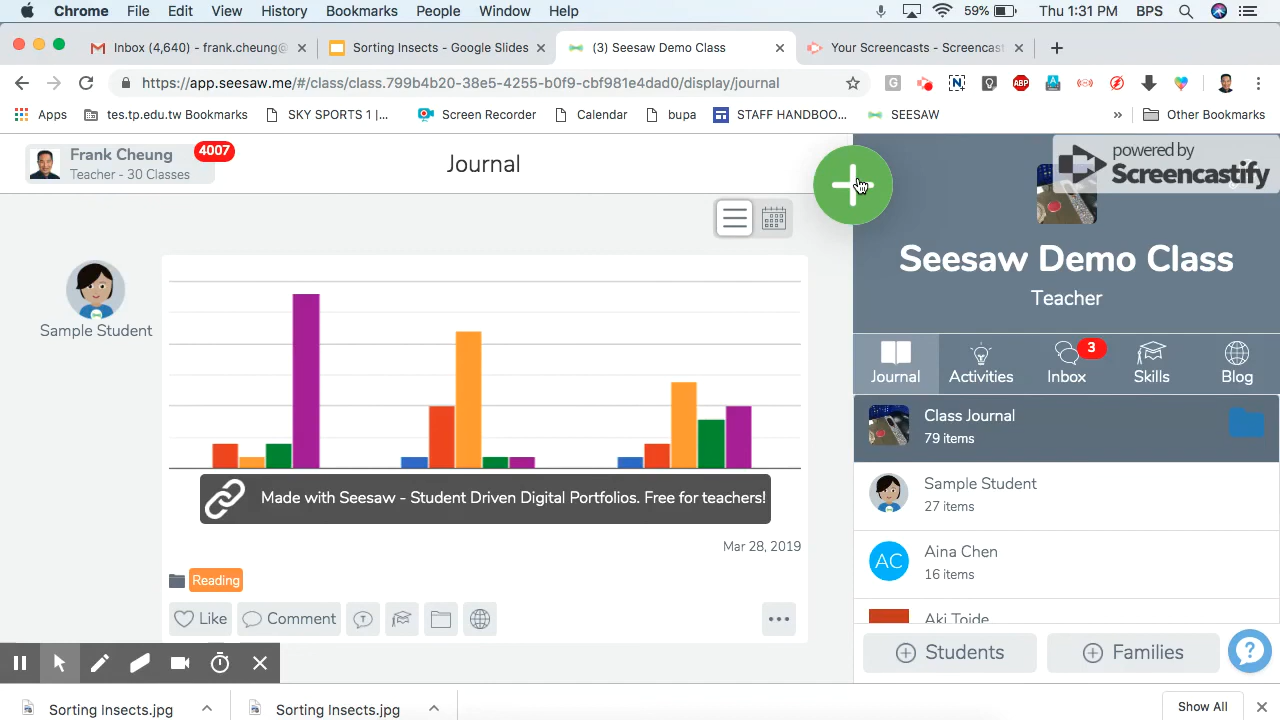 Chrome File Edit View History Bookmarks People Window Help 59% Thu 1:31 PM BPS
Inbox (4,640) - frank.cheung@ Sorting Insects - Google Slides (3) Seesaw Demo Class Your Screencasts - Screencast
https://app.seesaw.me/#/class/class.799b4b20-38e5-4255-b0f9-cbf981e4dad0/display/journal
Apps tes.tp.edu.tw Bookmarks SKY SPORTS 1 |... Screen Recorder Calendar bupa STAFF HANDBOO... SEESAW » Other Bookmarks
Frank Cheung 4007
Teacher - 30 Classes
Journal
powered by
Screencastify
Seesaw Demo Class
Teacher
Journal Activities Inbox 3 Skills Blog
Sample Student
Made with Seesaw - Student Driven Digital Portfolios. Free for teachers!
Mar 28, 2019
Reading
Like Comment T
Class Journal
79 items
Sample Student
27 items
AC Aina Chen
16 items
Aki Toide
Students Families ?
Sorting Insects.jpg Sorting Insects.jpg Show All